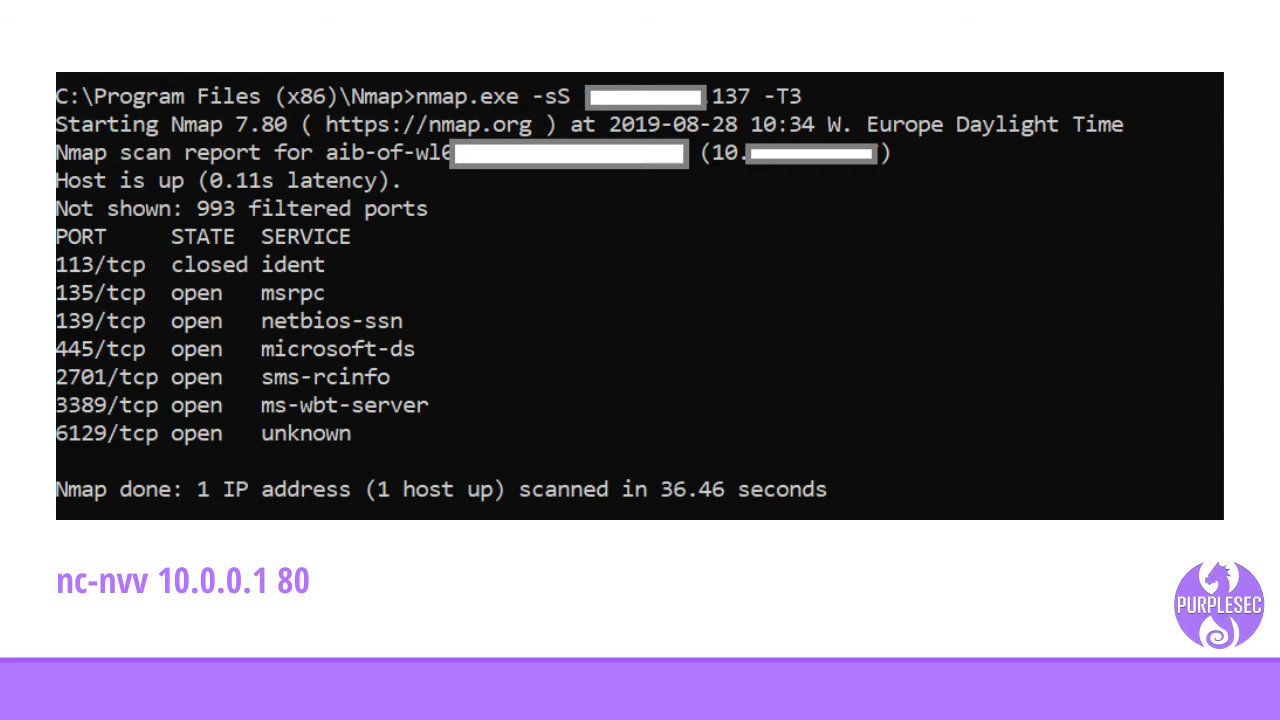 C:\Program Files (x86)\Nmap>nmap.exe -sS 137 -T3
Starting Nmap 7.80 ( https://nmap.org ) at 2019-08-28 10:34 W. Europe Daylight Time
Nmap scan report for aib-of-wl0 (10. )
Host is up (0.11s latency).
Not shown: 993 filtered ports
PORT STATE SERVICE
113/tcp closed ident
135/tcp open msrpc
139/tcp open netbios-ssn
445/tcp open microsoft-ds
2701/tcp open sms-rcinfo
3389/tcp open ms-wbt-server
6129/tcp open unknown
Nmap done: 1 IP address (1 host up) scanned in 36.46 seconds
nc-nvv 10.0.0.1 80
PURPLESEC